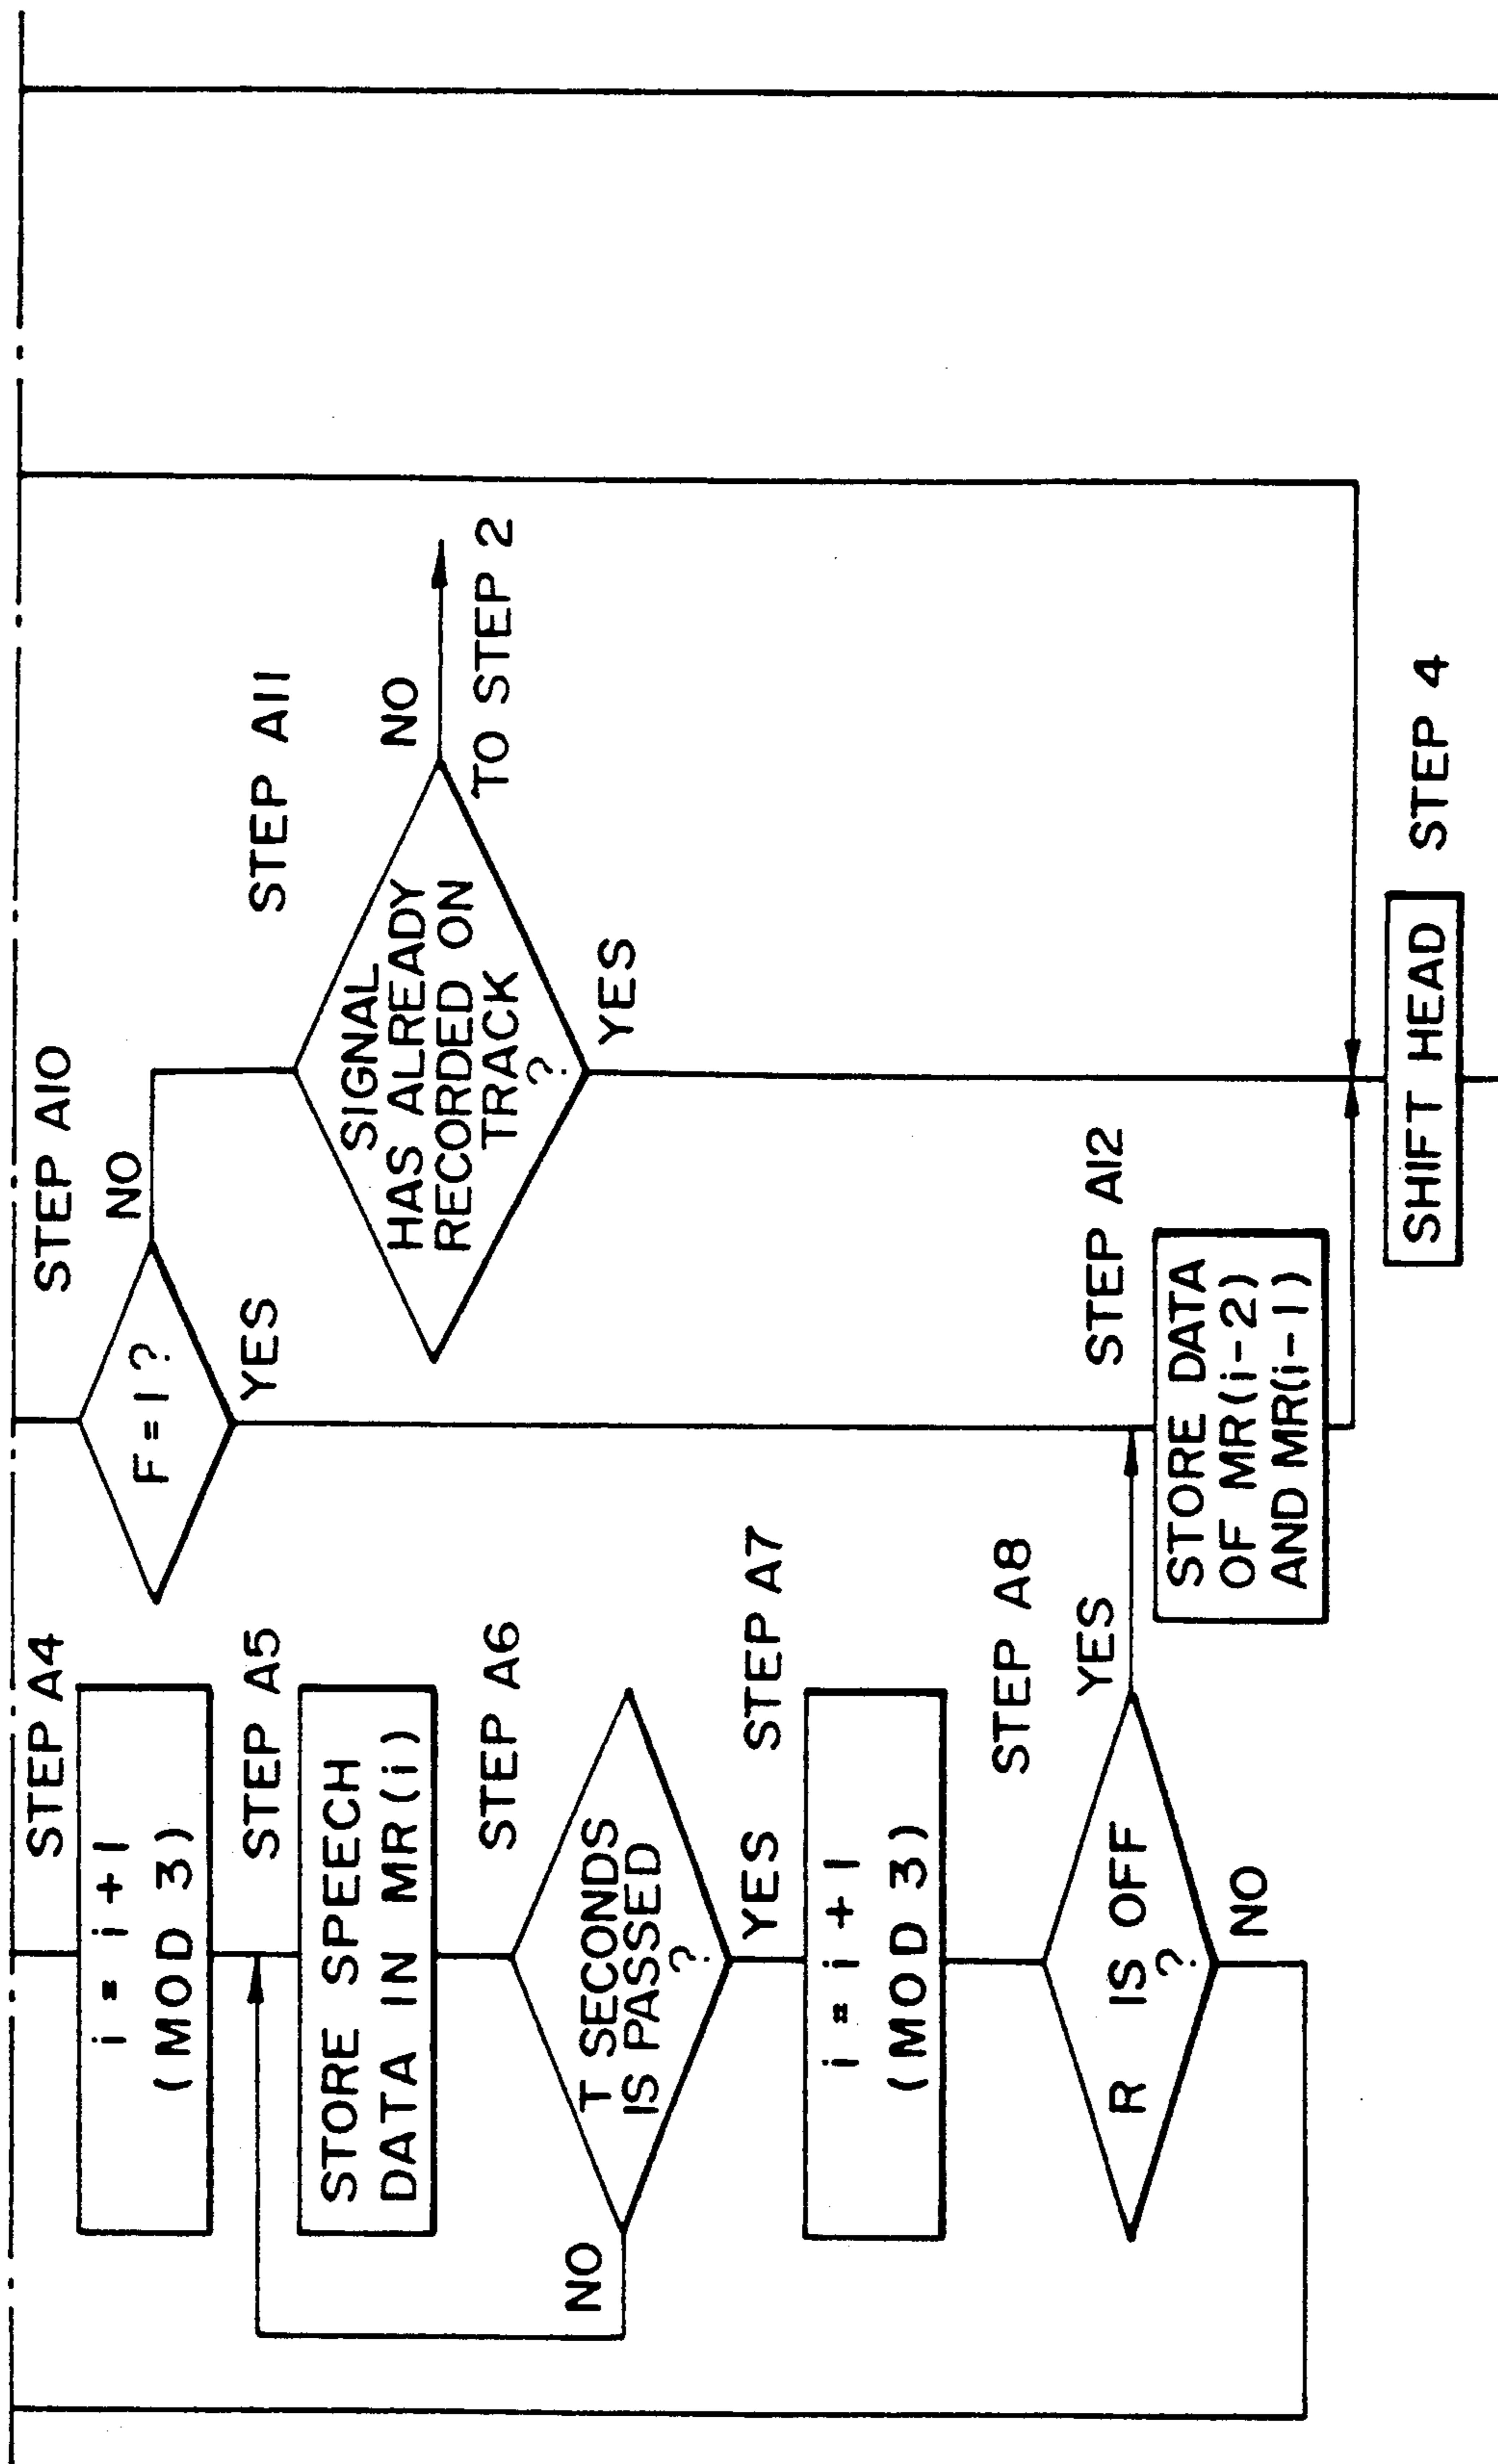 STEP A4
i = i + 1
(MOD 3)
STEP A5
STORE SPEECH
DATA IN MR(i)
STEP A6
T SECONDS
IS PASSED
?
NO
YES
STEP A7
i = i + 1
(MOD 3)
STEP A8
R IS OFF
?
YES
NO
STEP A10
F = 1 ?
NO
YES
STEP A11
SIGNAL
HAS ALREADY
RECORDED ON
TRACK
?
NO
TO STEP 2
YES
STEP A12
STORE DATA
OF MR(i-2)
AND MR(i-1)
SHIFT HEAD
STEP 4